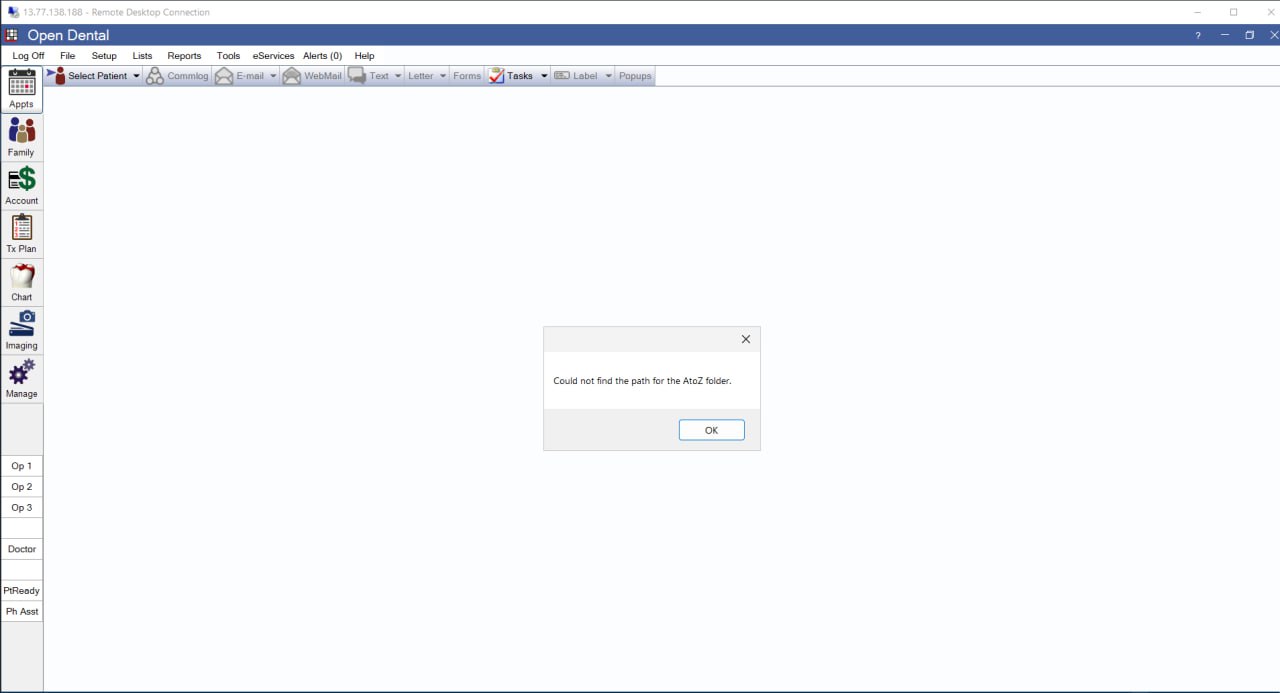 13.77.138.188 - Remote Desktop Connection
Open Dental
?
Log Off File Setup Lists Reports Tools eServices Alerts (0) Help
Select Patient Commlog E-mail WebMail Text Letter Forms Tasks Label Popups
Appts
Family
Account
Tx Plan
Chart
Imaging
Manage
Could not find the path for the AtoZ folder.
OK
Op 1
Op 2
Op 3
Doctor
PtReady
Ph Asst